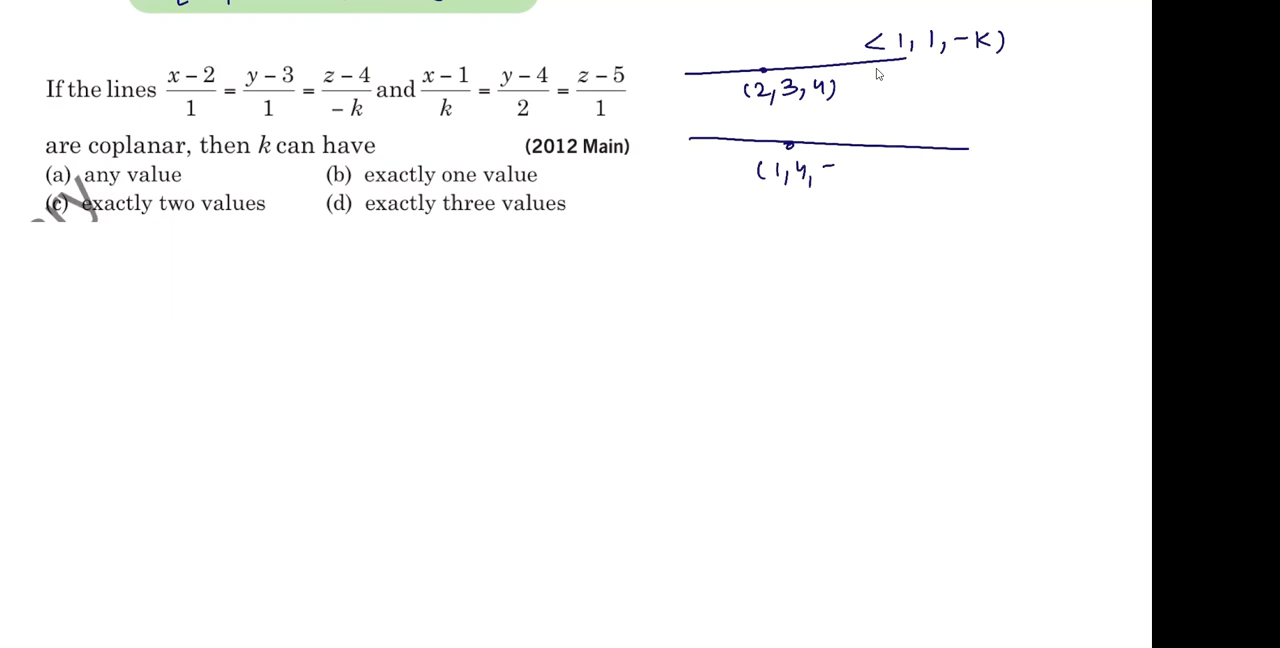 If the lines (x – 2)/1 = (y – 3)/1 = (z – 4)/(– k) and (x – 1)/k = (y – 4)/2 = (z – 5)/1
are coplanar, then k can have (2012 Main)
(a) any value (b) exactly one value
(c) exactly two values (d) exactly three values
< 1, 1, -K)
(2, 3, 4)
(1, 4, -